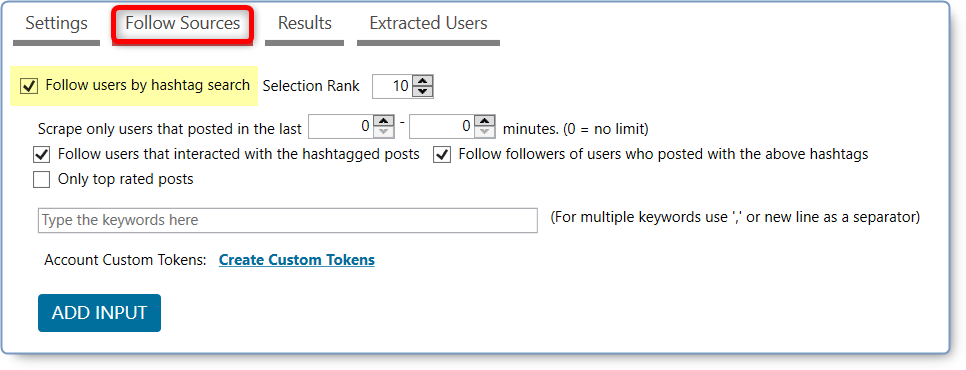 Settings Follow Sources Results Extracted Users
Follow users by hashtag search Selection Rank 10
Scrape only users that posted in the last 0 - 0 minutes. (0 = no limit)
Follow users that interacted with the hashtagged posts Follow followers of users who posted with the above hashtags
Only top rated posts
Type the keywords here (For multiple keywords use ',' or new line as a separator)
Account Custom Tokens: Create Custom Tokens
ADD INPUT